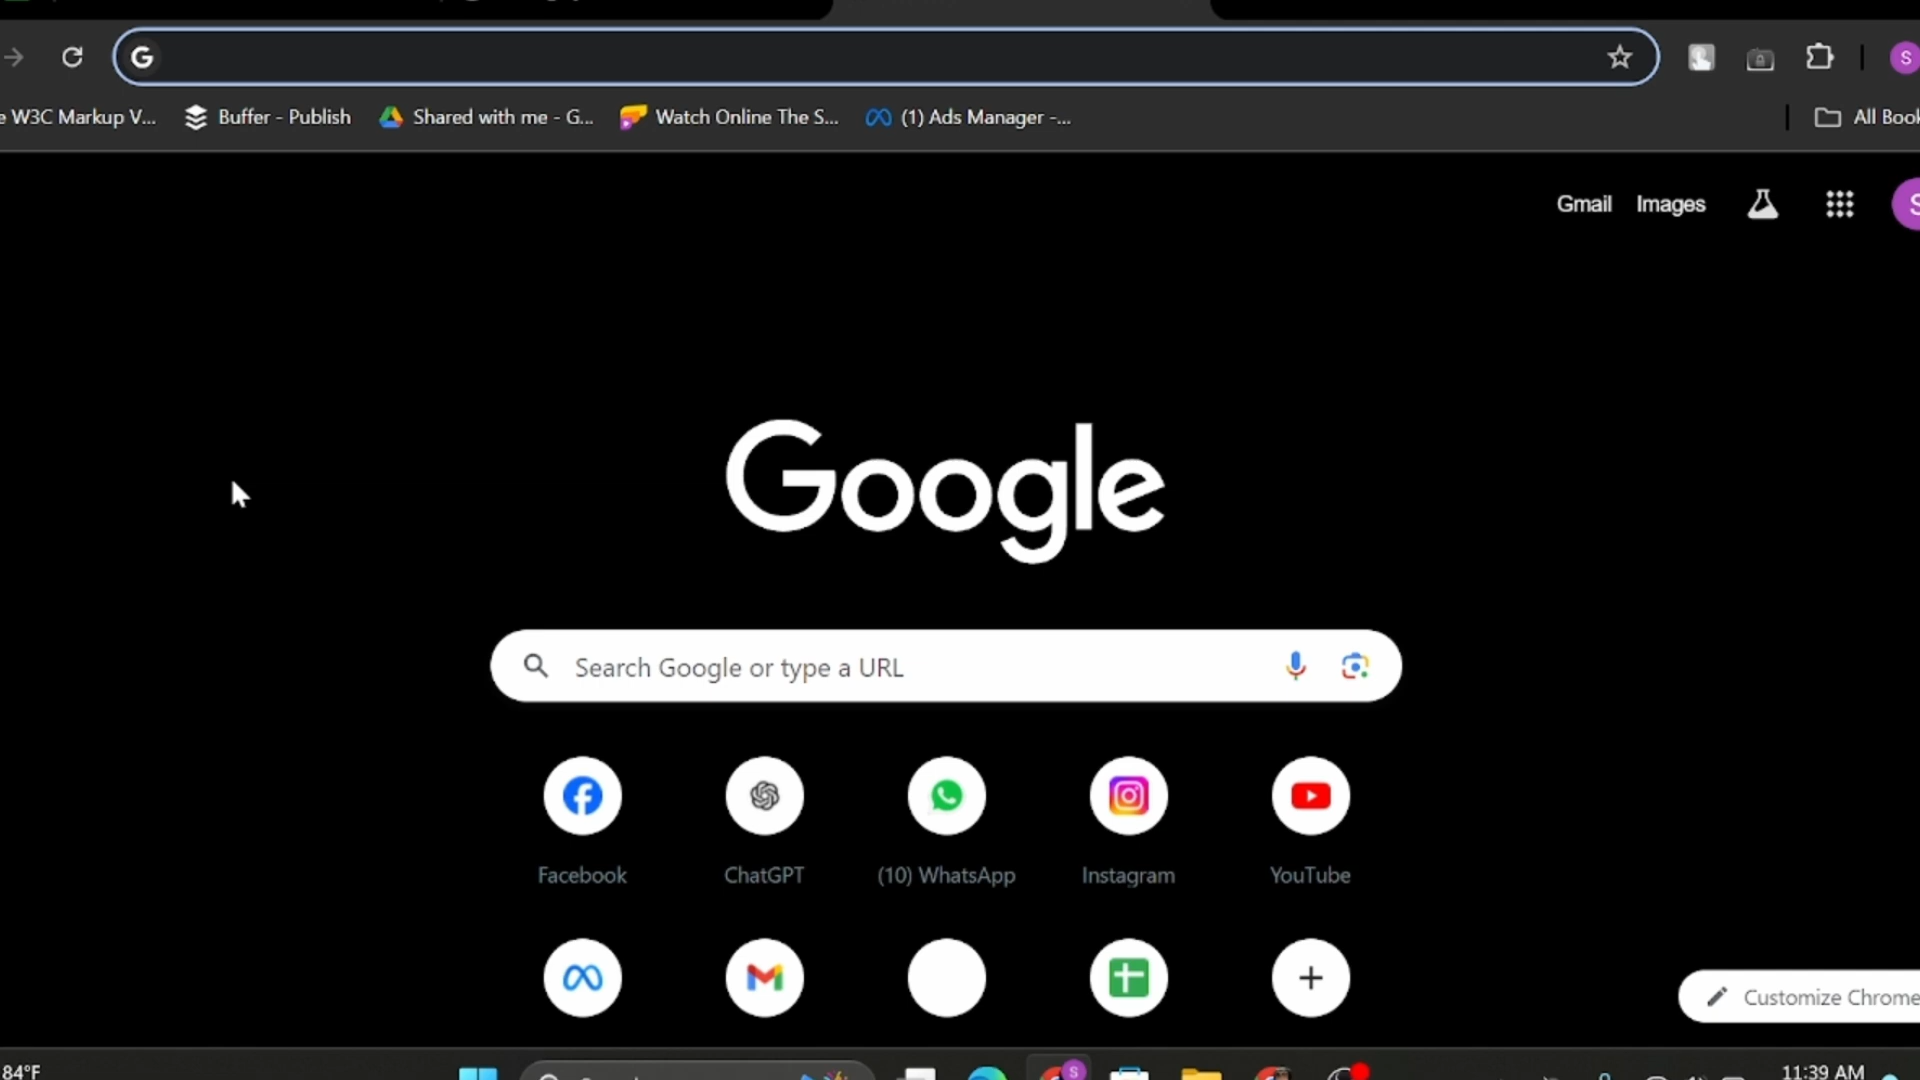 e W3C Markup V...
Buffer - Publish
Shared with me - G...
Watch Online The S...
(1) Ads Manager -...
All Book
Gmail
Images
S
Google
Search Google or type a URL
Facebook
ChatGPT
(10) WhatsApp
Instagram
YouTube
Customize Chrome
84°F
S
11:39 AM